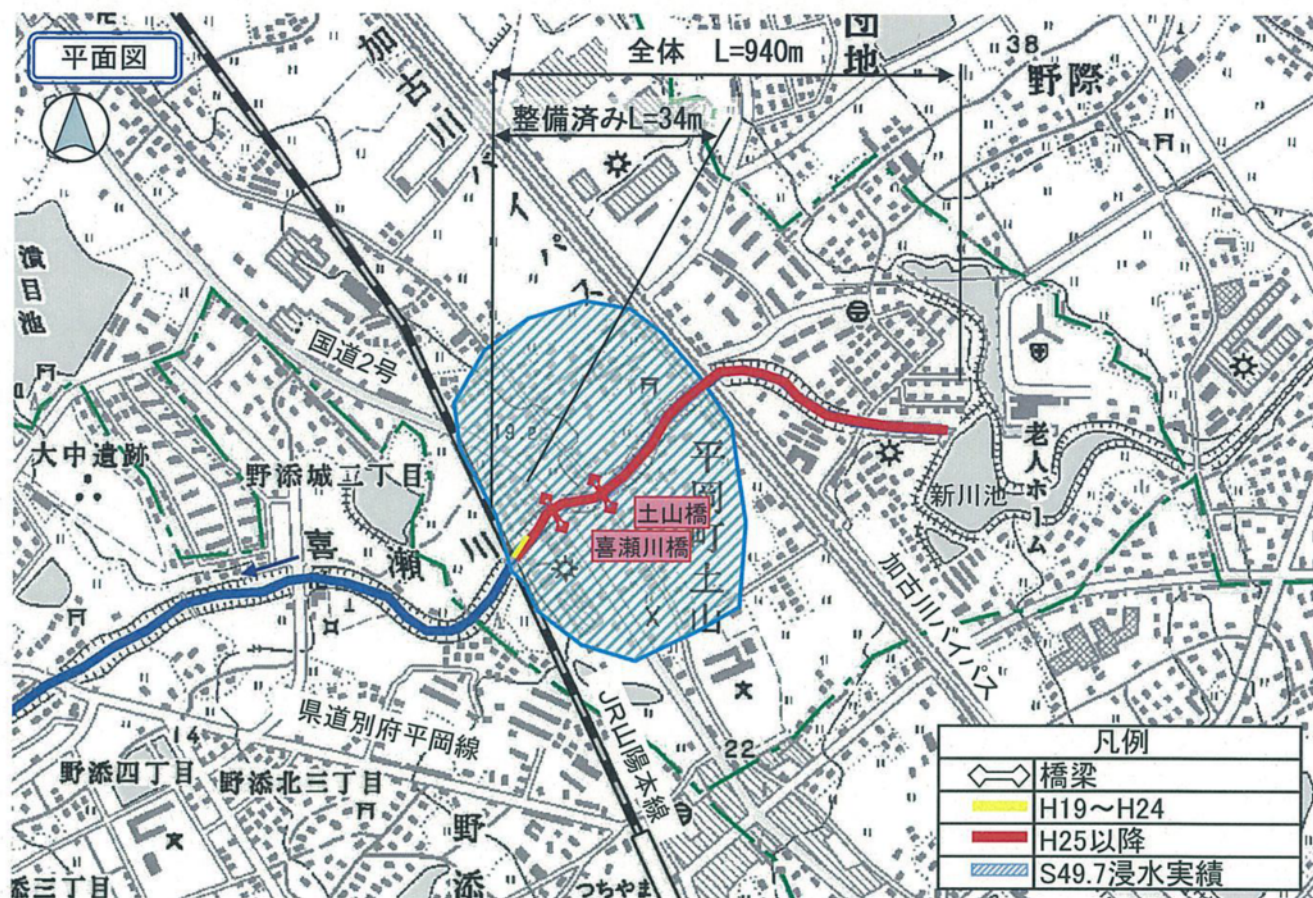 平面図
全体 L=940m
整備済みL=34m
団地
38
野際
加古川バイパス
国道2号
大中遺跡
野添城二丁目
19.2
喜瀬川
土山橋
喜瀬川橋
平岡町土山
老人ホーム
新川池
加古川バイパス
県道別府平岡線
JR山陽本線
14
22
野添四丁目
野添北三丁目
野添
添三丁目
つちやま
凡例
橋梁
H19～H24
H25以降
S49.7浸水実績